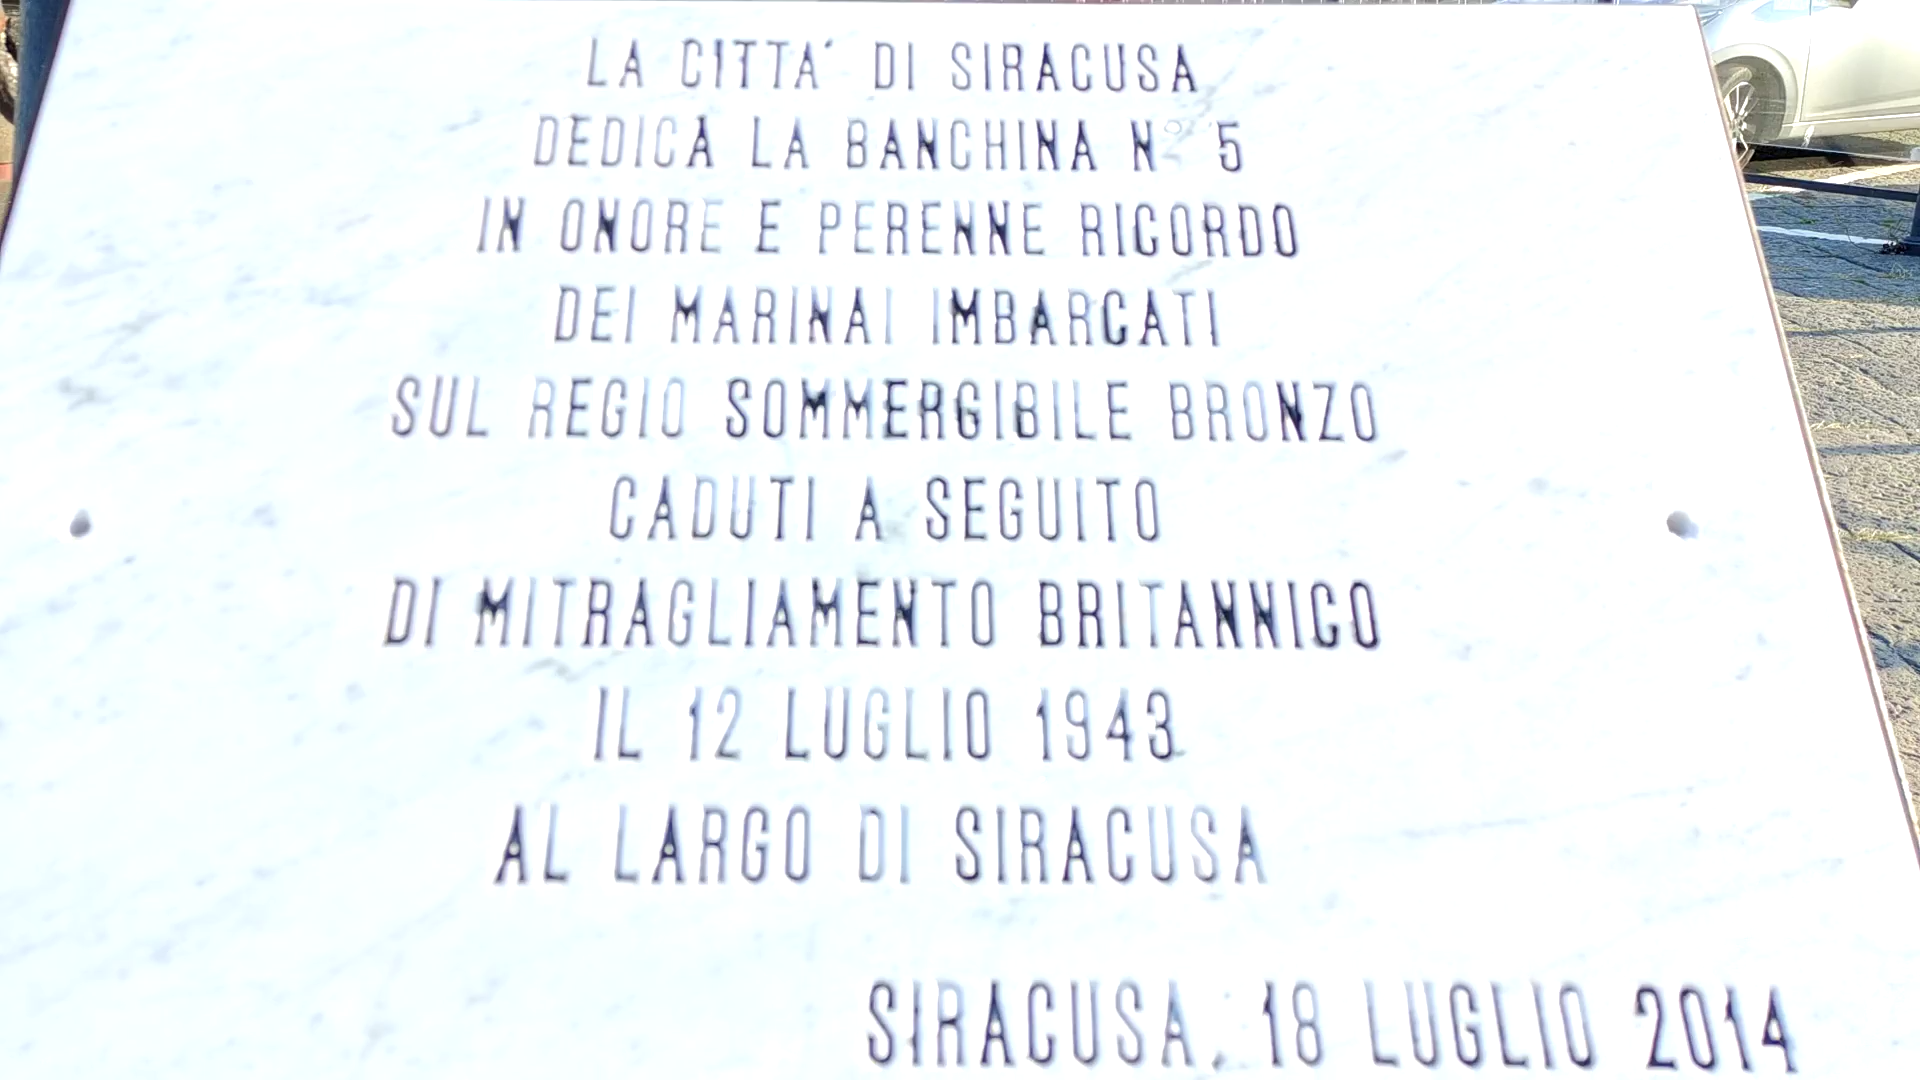 LA CITTA' DI SIRACUSA
DEDICA LA BANCHINA N° 5
IN ONORE E PERENNE RICORDO
DEI MARINAI IMBARCATI
SUL REGIO SOMMERGIBILE BRONZO
CADUTI A SEGUITO
DI MITRAGLIAMENTO BRITANNICO
IL 12 LUGLIO 1943
AL LARGO DI SIRACUSA
SIRACUSA, 18 LUGLIO 2014